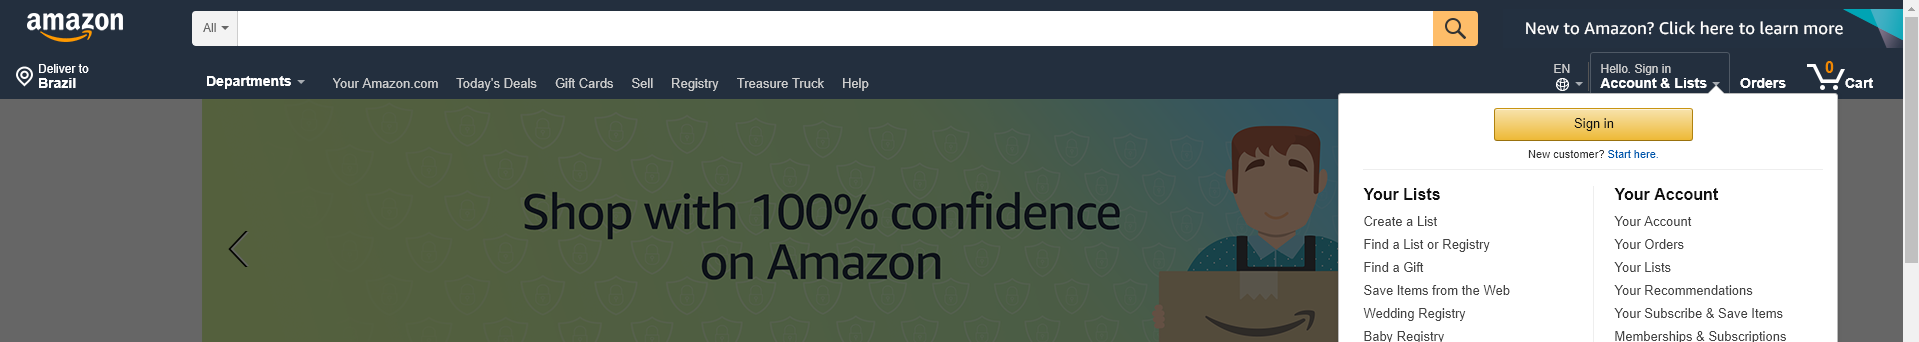 amazon
All
New to Amazon? Click here to learn more
Deliver to
Brazil
Departments
Your Amazon.com
Today's Deals
Gift Cards
Sell
Registry
Treasure Truck
Help
EN
Hello. Sign in
Account & Lists
Orders
0
Cart
Shop with 100% confidence
on Amazon
Sign in
New customer? Start here.
Your Lists
Create a List
Find a List or Registry
Find a Gift
Save Items from the Web
Wedding Registry
Baby Registry
Your Account
Your Account
Your Orders
Your Lists
Your Recommendations
Your Subscribe & Save Items
Memberships & Subscriptions